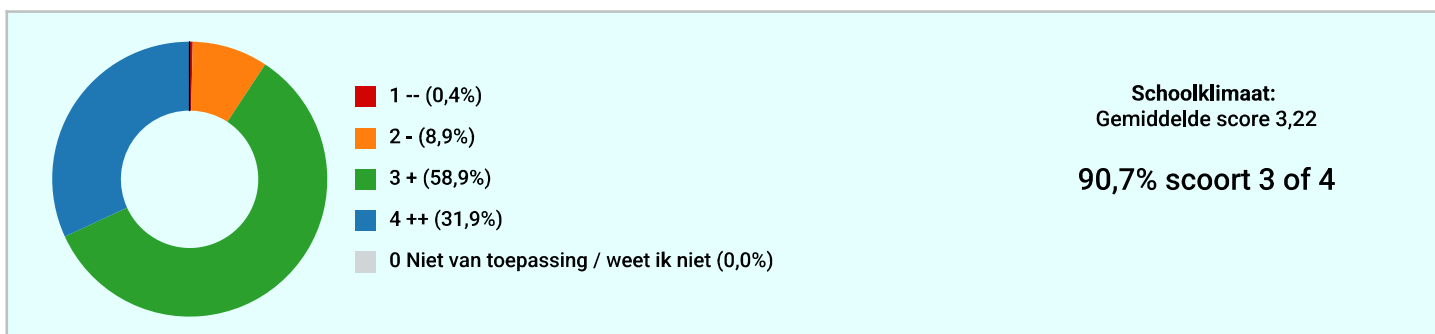 1 -- (0,4%)
2 - (8,9%)
3 + (58,9%)
4 ++ (31,9%)
0 Niet van toepassing / weet ik niet (0,0%)
Schoolklimaat:
Gemiddelde score 3,22
90,7% scoort 3 of 4